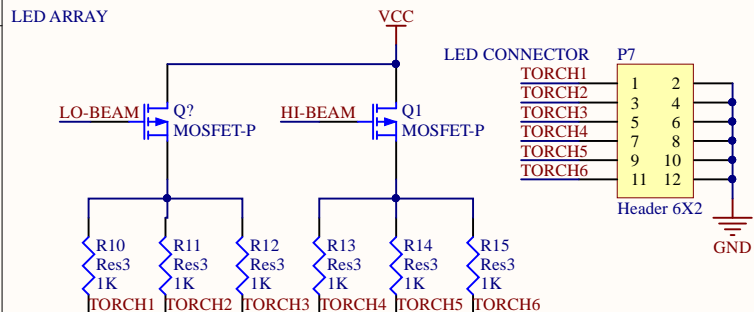 LED ARRAY
VCC
LED CONNECTOR P7
TORCH1 1 2
TORCH2 3 4
TORCH3 5 6
TORCH4 7 8
TORCH5 9 10
TORCH6 11 12
Header 6X2
GND
LO-BEAM Q?
MOSFET-P
HI-BEAM Q1
MOSFET-P
R10 R11 R12 R13 R14 R15
Res3 Res3 Res3 Res3 Res3 Res3
1K 1K 1K 1K 1K 1K
TORCH1 TORCH2 TORCH3 TORCH4 TORCH5 TORCH6